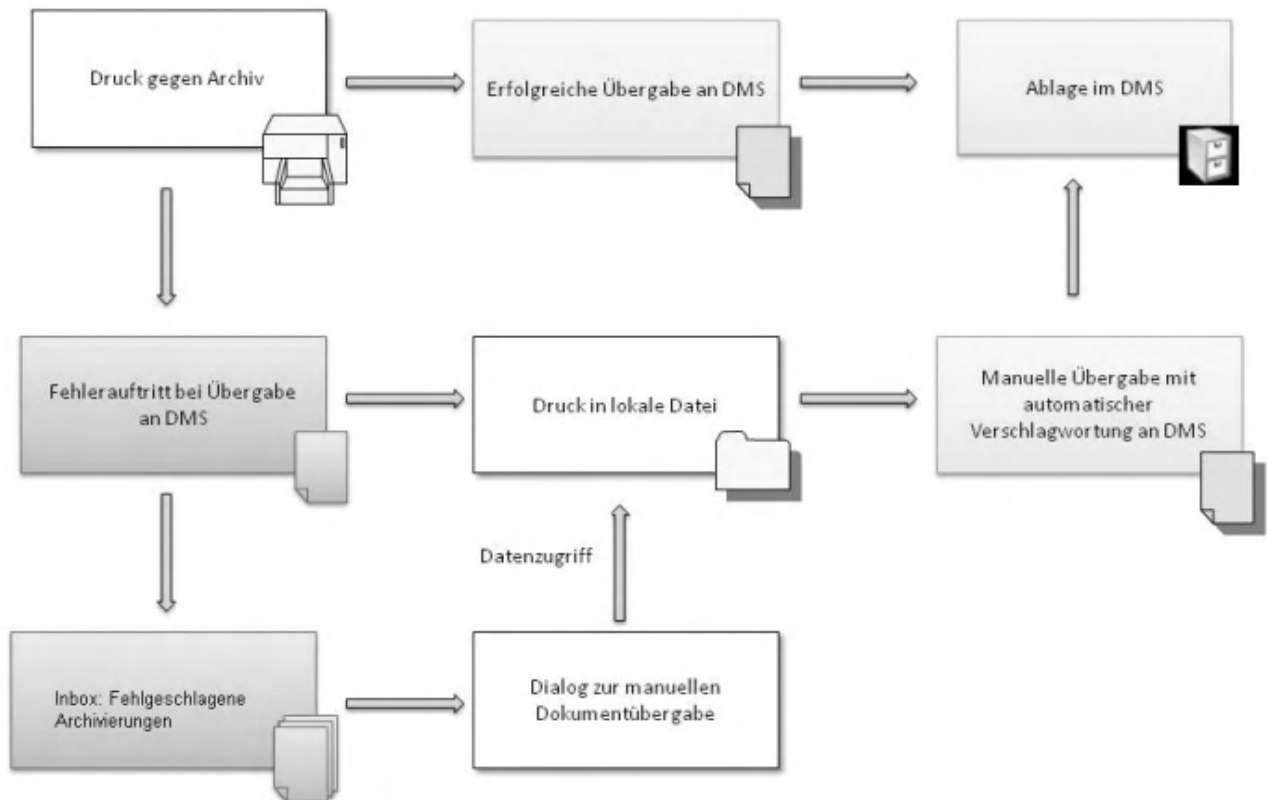 Druck gegen Archiv
Erfolgreiche Übergabe an DMS
Ablage im DMS
Fehlerauftritt bei Übergabe
an DMS
Druck in lokale Datei
Manuelle Übergabe mit
automatischer
Verschlagwortung an DMS
Datenzugriff
Inbox: Fehlgeschlagene
Archivierungen
Dialog zur manuellen
Dokumentübergabe